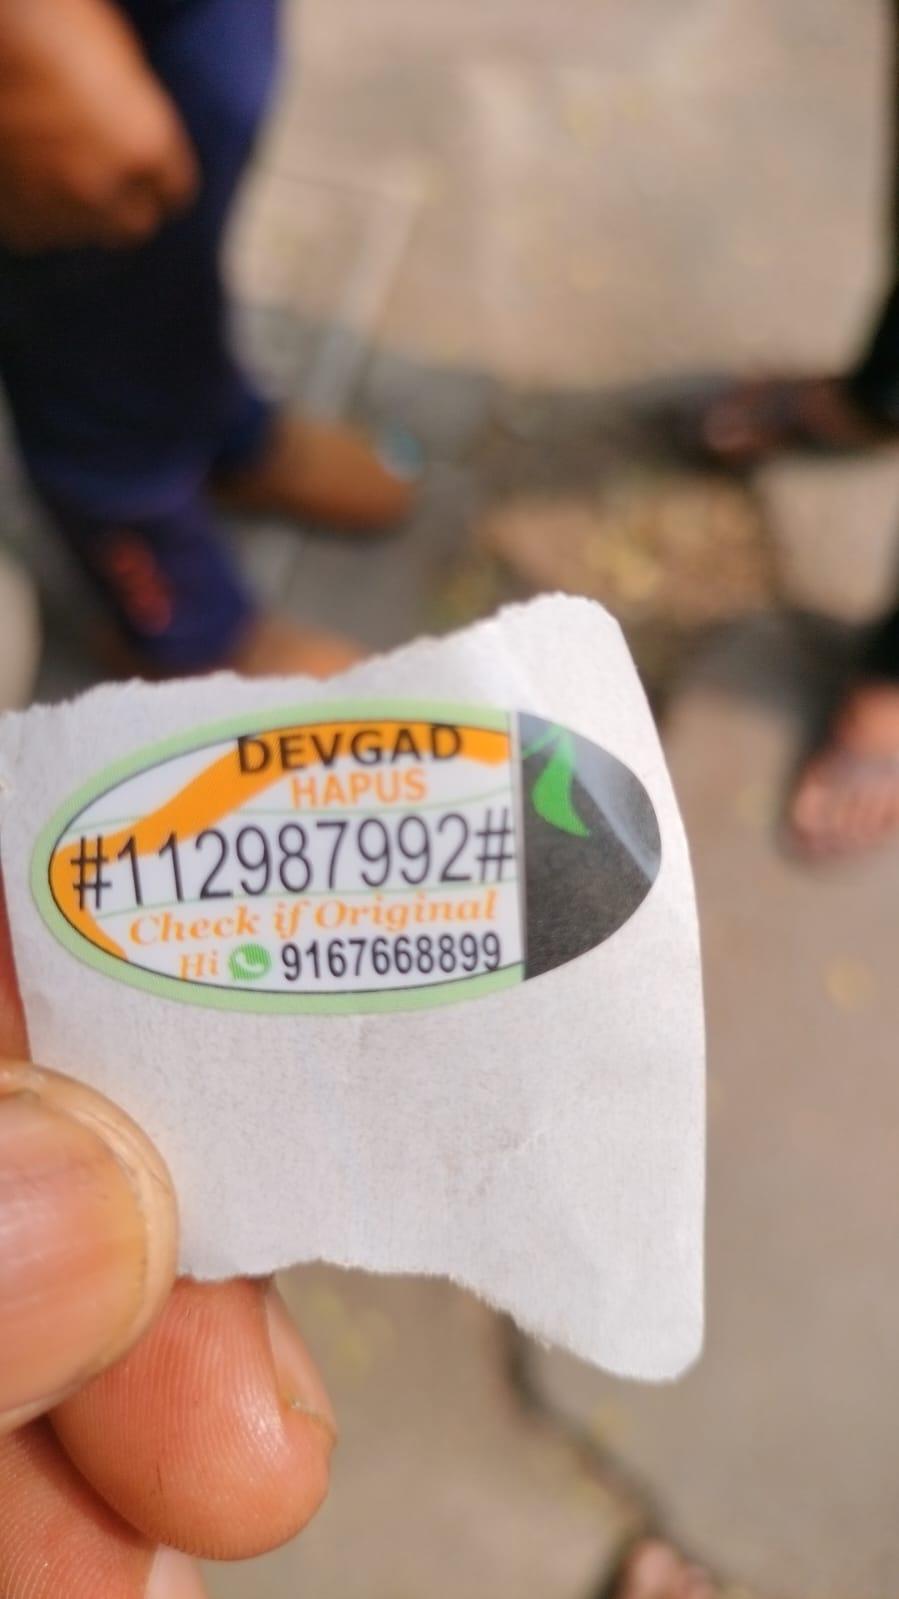 DEVGAD
HAPUS
#112987992#
Check if Original
Hi 9167668899